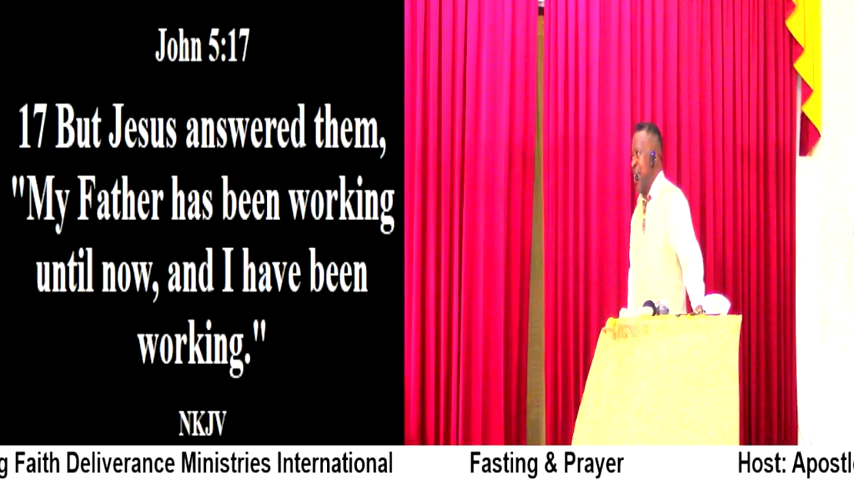 John 5:17
17 But Jesus answered them,
"My Father has been working
until now, and I have been
working."
NKJV
g Faith Deliverance Ministries International Fasting & Prayer Host: Apostl